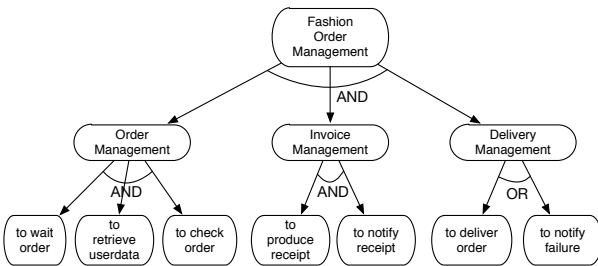 Fashion
Order
Management
AND
Order
Management
Invoice
Management
Delivery
Management
AND
AND
OR
to wait
order
to
retrieve
userdata
to check
order
to
produce
receipt
to notify
receipt
to deliver
order
to notify
failure